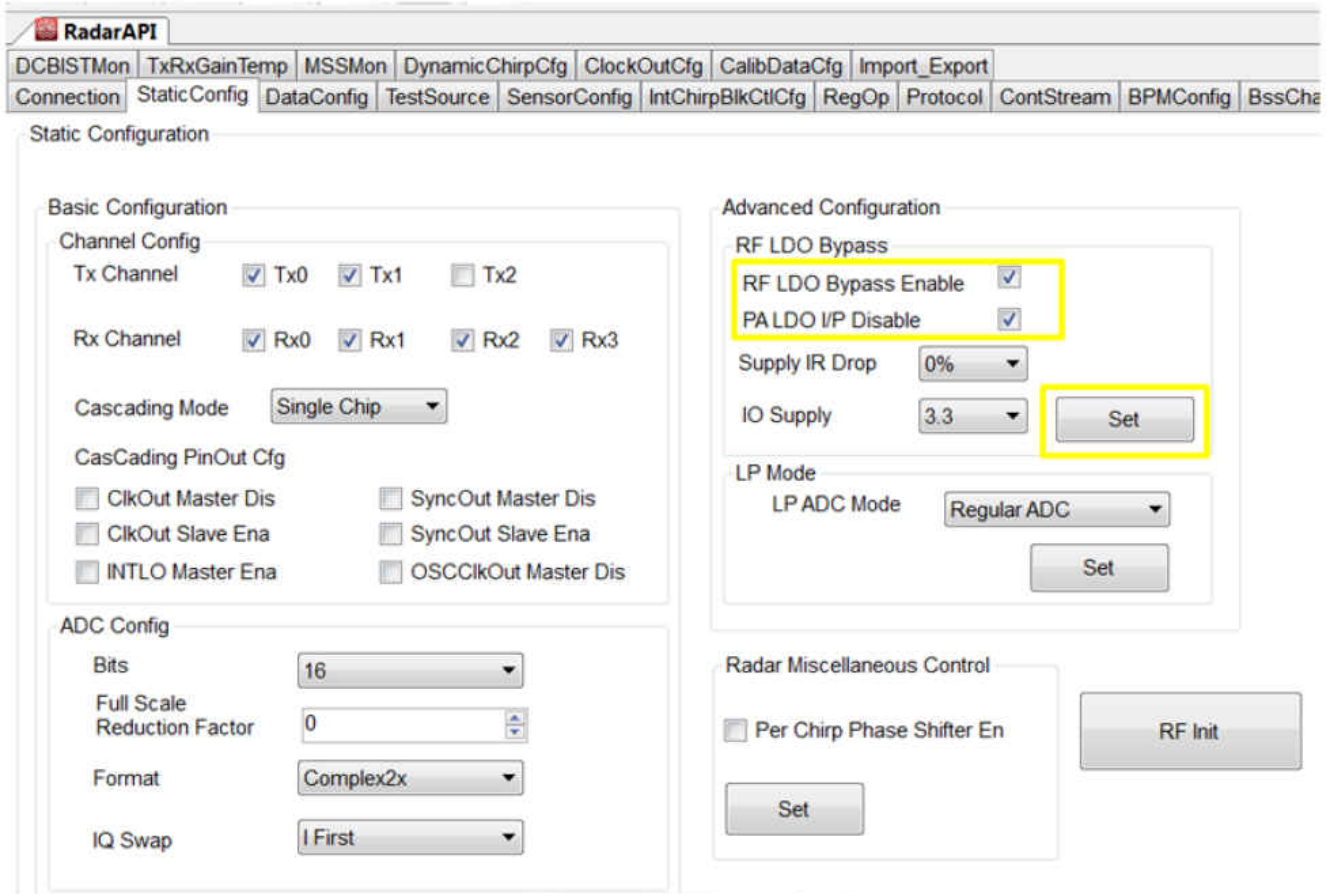 RadarAPI
DCBISTMon TxRxGainTemp MSSMon DynamicChirpCfg ClockOutCfg CalibDataCfg Import_Export
Connection StaticConfig DataConfig TestSource SensorConfig IntChirpBlkCtlCfg RegOp Protocol ContStream BPMConfig BssCha
Static Configuration
Basic Configuration
Channel Config
Tx Channel Tx0 Tx1 Tx2
Rx Channel Rx0 Rx1 Rx2 Rx3
Cascading Mode Single Chip
CasCading PinOut Cfg
ClkOut Master Dis SyncOut Master Dis
ClkOut Slave Ena SyncOut Slave Ena
INTLO Master Ena OSCClkOut Master Dis
ADC Config
Bits 16
Full Scale
Reduction Factor 0
Format Complex2x
IQ Swap I First
Advanced Configuration
RF LDO Bypass
RF LDO Bypass Enable
PA LDO I/P Disable
Supply IR Drop 0%
IO Supply 3.3 Set
LP Mode
LP ADC Mode Regular ADC
Set
Radar Miscellaneous Control
Per Chirp Phase Shifter En
Set
RF Init